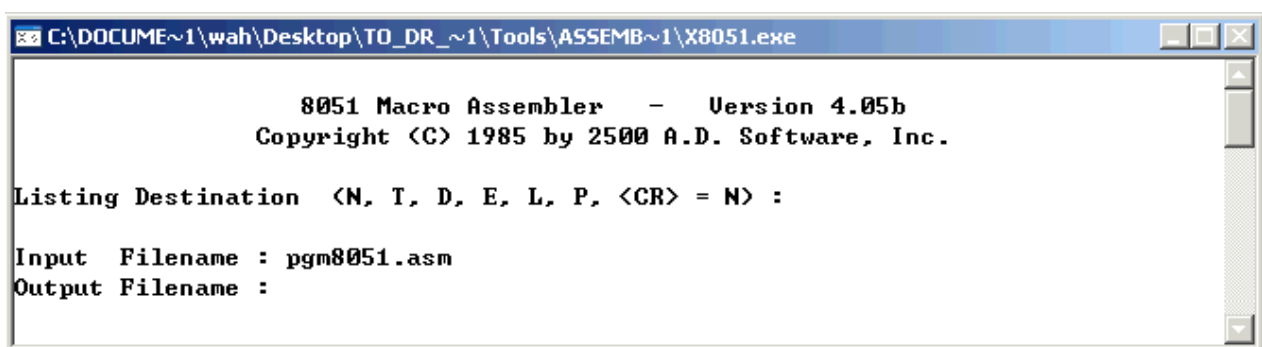 C:\DOCUME~1\wah\Desktop\TO_DR_~1\Tools\ASSEMB~1\X8051.exe
8051 Macro Assembler - Version 4.05b
Copyright (C) 1985 by 2500 A.D. Software, Inc.
Listing Destination (N, T, D, E, L, P, <CR> = N) :
Input Filename : pgm8051.asm
Output Filename :